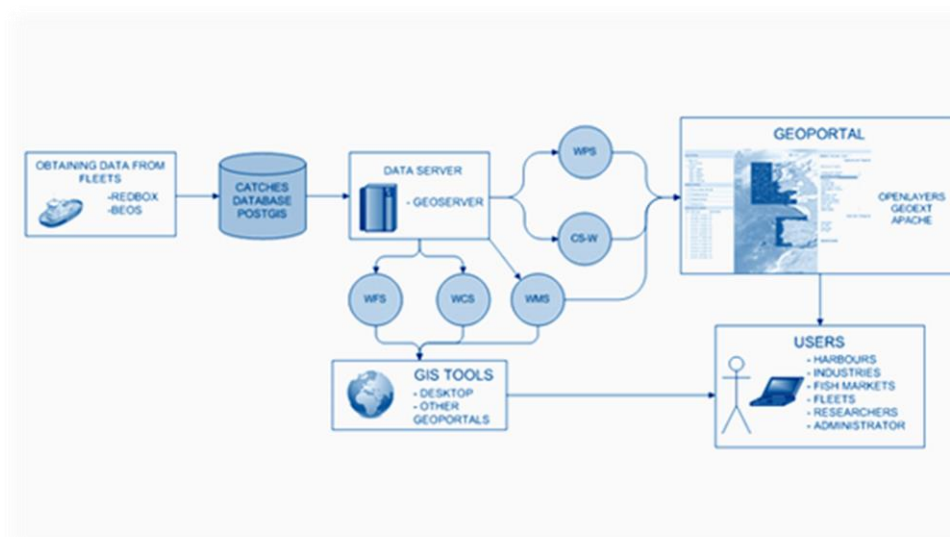 OBTAINING DATA FROM
FLEETS
-REDBOX
-BEOS
CATCHES
DATABASE
POSTGIS
DATA SERVER
- GEOSERVER
WPS
CS-W
WFS
WCS
WMS
GEOPORTAL
OPENLAYERS
GEOEXT
APACHE
GIS TOOLS
- DESKTOP
- OTHER
GEOPORTALS
USERS
- HARBOURS
- INDUSTRIES
- FISH MARKETS
- FLEETS
- RESEARCHERS
- ADMINISTRATOR